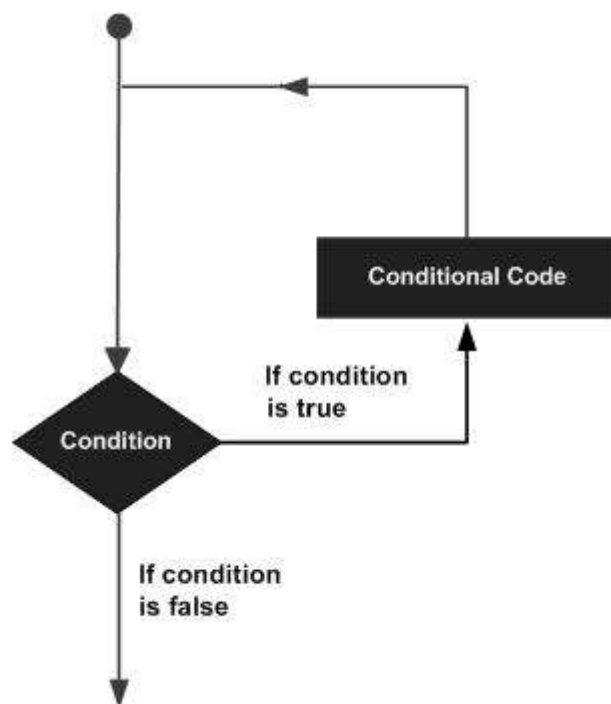 Conditional Code
If condition
is true
Condition
If condition
is false